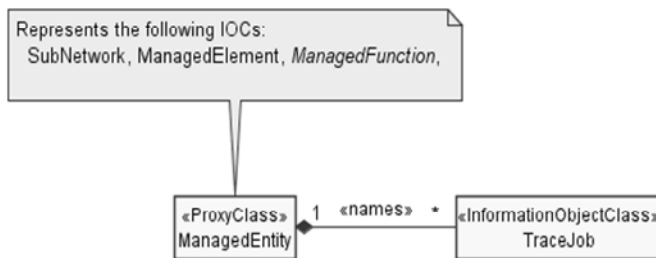 Represents the following IOCs:
SubNetwork, ManagedElement, ManagedFunction,
«ProxyClass»
ManagedEntity
1 «names» *
«InformationObjectClass»
TraceJob